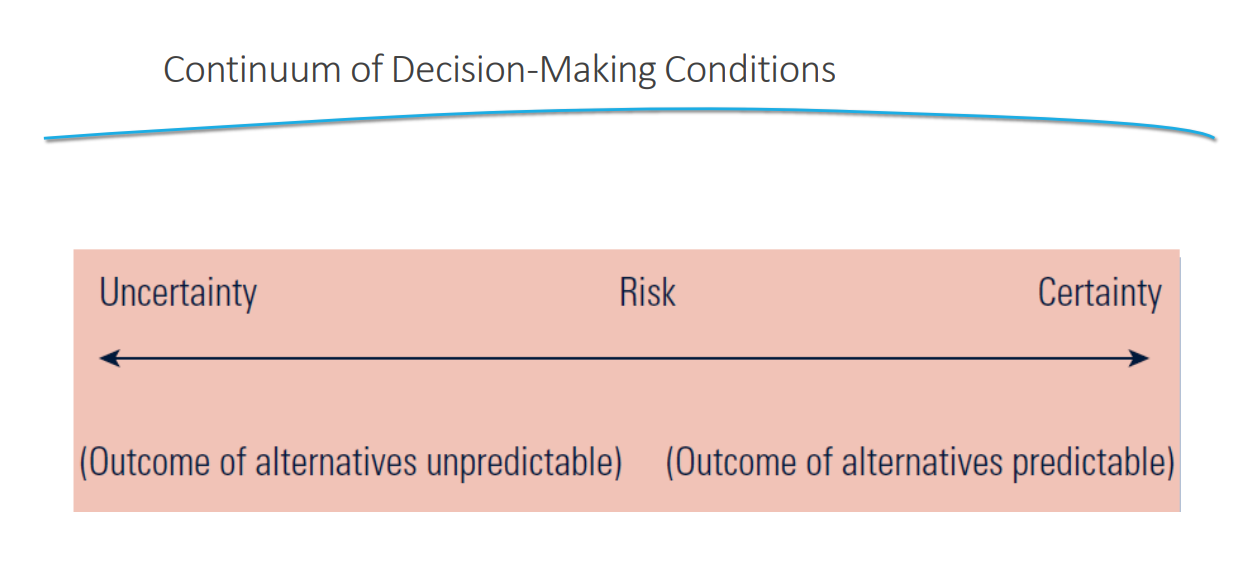 Continuum of Decision-Making Conditions
Uncertainty Risk Certainty
(Outcome of alternatives unpredictable) (Outcome of alternatives predictable)